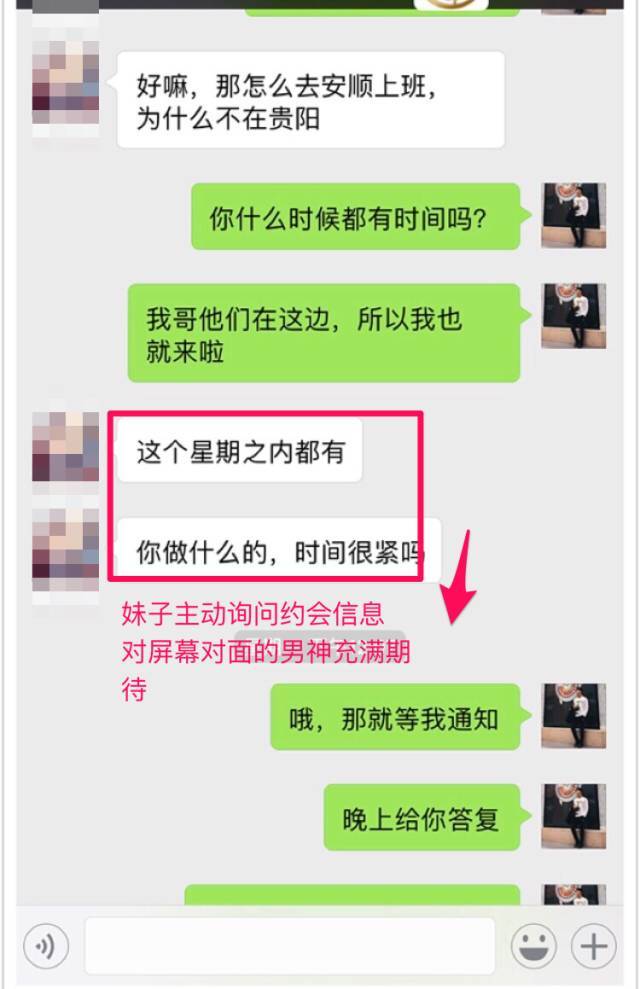 好嘛，那怎么去安顺上班，
为什么不在贵阳
你什么时候都有时间吗?
我哥他们在这边，所以我也
就来啦
这个星期之内都有
你做什么的，时间很紧吗
妹子主动询问约会信息
对屏幕对面的男神充满期
待
哦，那就等我通知
晚上给你答复